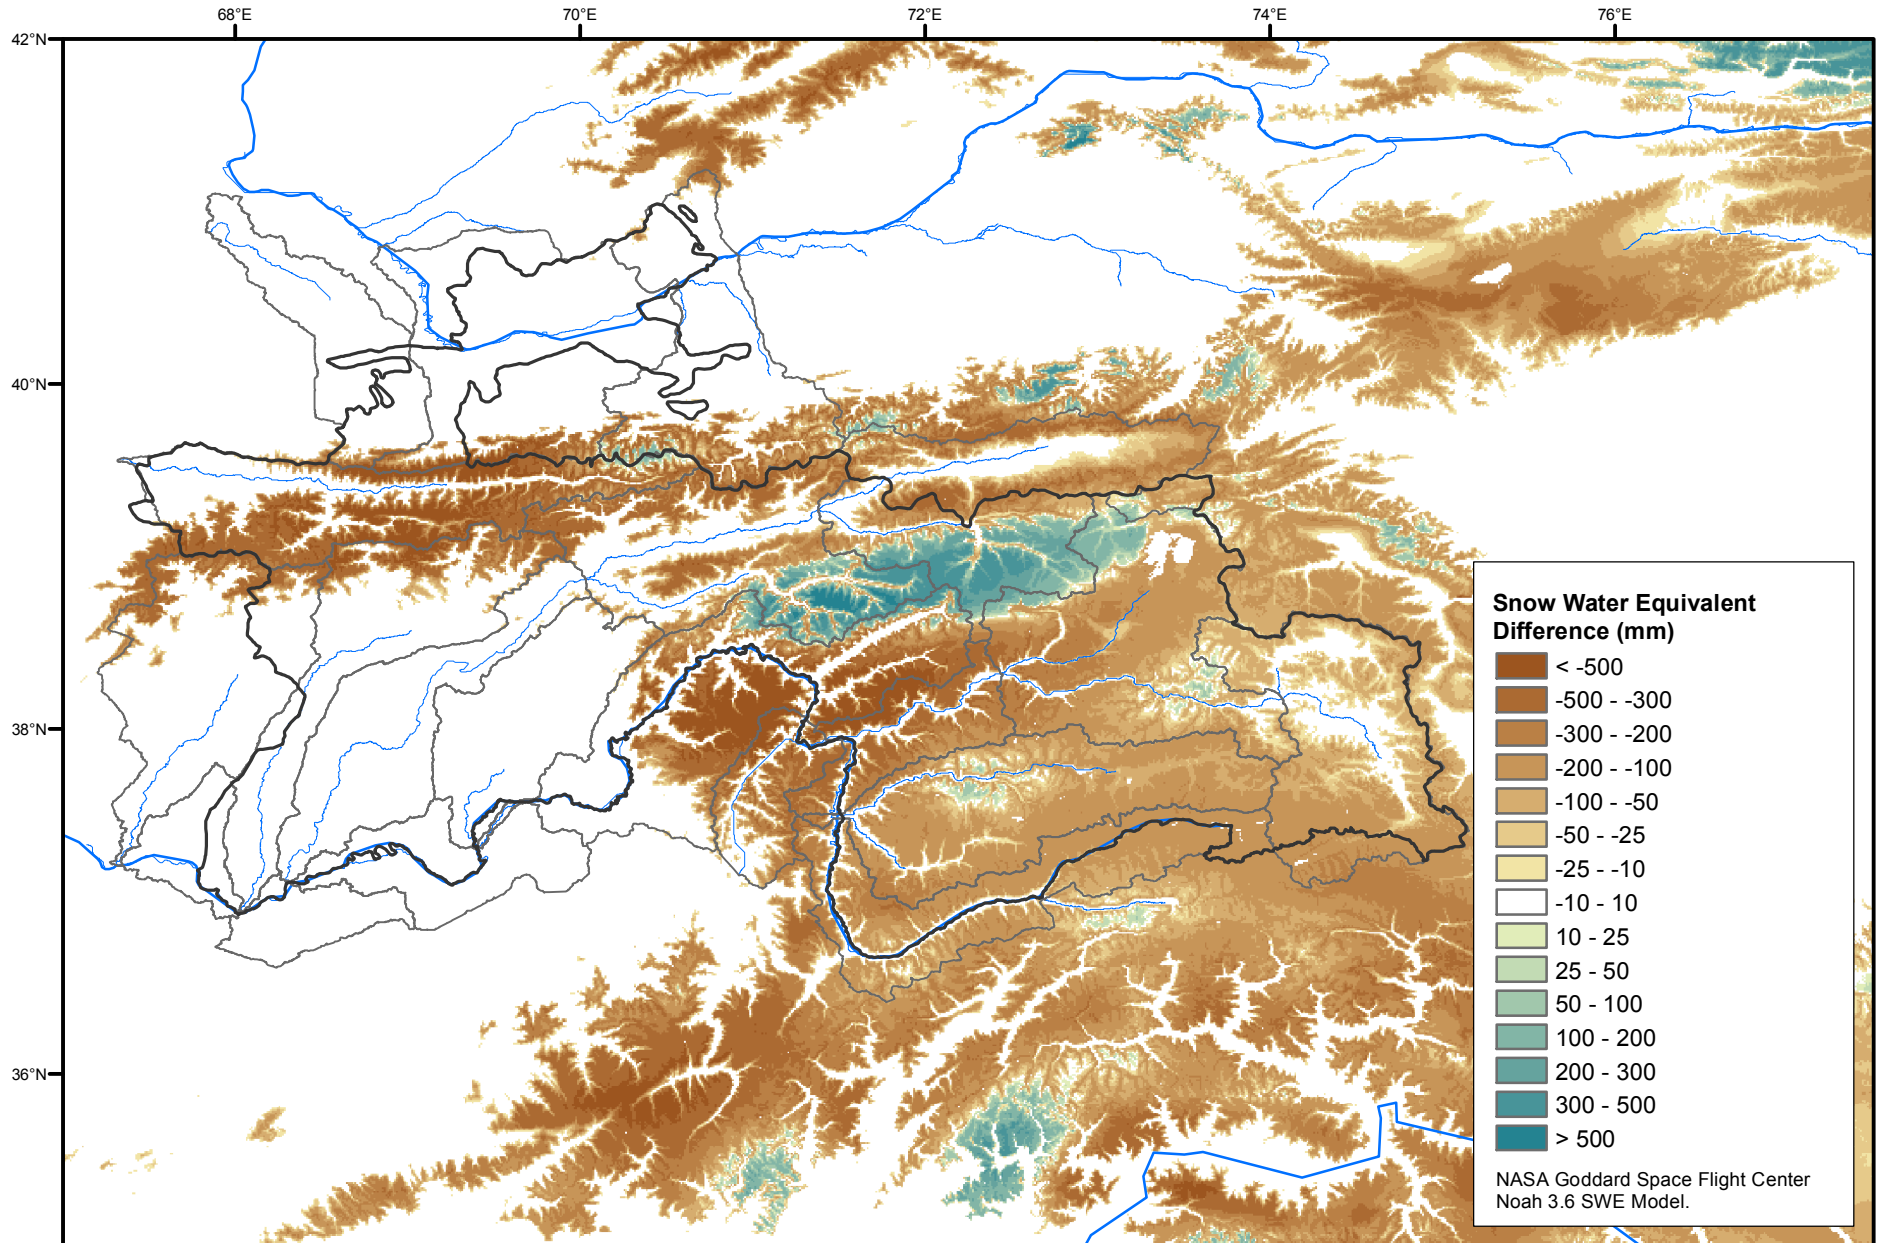 68°E
70°E
72°E
74°E
76°E
42°N
40°N
38°N
36°N
Snow Water Equivalent
Difference (mm)
< -500
-500 - -300
-300 - -200
-200 - -100
-100 - -50
-50 - -25
-25 - -10
-10 - 10
10 - 25
25 - 50
50 - 100
100 - 200
200 - 300
300 - 500
> 500
NASA Goddard Space Flight Center
Noah 3.6 SWE Model.